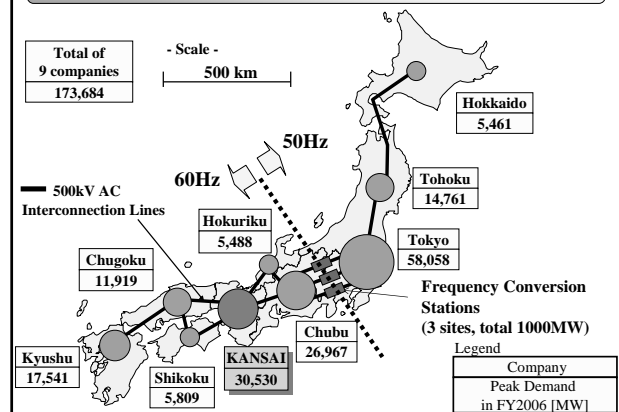 Total of
9 companies
173,684
- Scale -
500 km
Hokkaido
5,461
50Hz
60Hz
500kV AC
Interconnection Lines
Tohoku
14,761
Hokuriku
5,488
Tokyo
58,058
Chugoku
11,919
Frequency Conversion
Stations
(3 sites, total 1000MW)
Chubu
26,967
Kyushu
17,541
Shikoku
5,809
KANSAI
30,530
Legend
Company
Peak Demand
in FY2006 [MW]